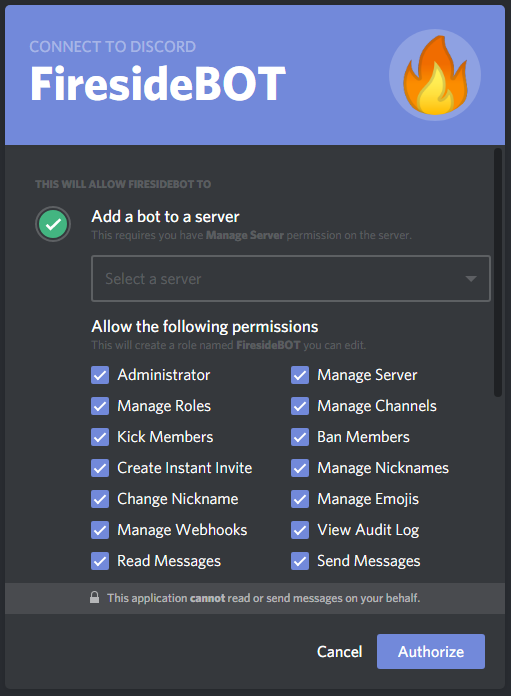 CONNECT TO DISCORD
FiresideBOT
THIS WILL ALLOW FIRESIDEBOT TO
Add a bot to a server
This requires you have Manage Server permission on the server.
Select a server
Allow the following permissions
This will create a role named FiresideBOT you can edit.
Administrator
Manage Server
Manage Roles
Manage Channels
Kick Members
Ban Members
Create Instant Invite
Manage Nicknames
Change Nickname
Manage Emojis
Manage Webhooks
View Audit Log
Read Messages
Send Messages
This application cannot read or send messages on your behalf.
Cancel
Authorize